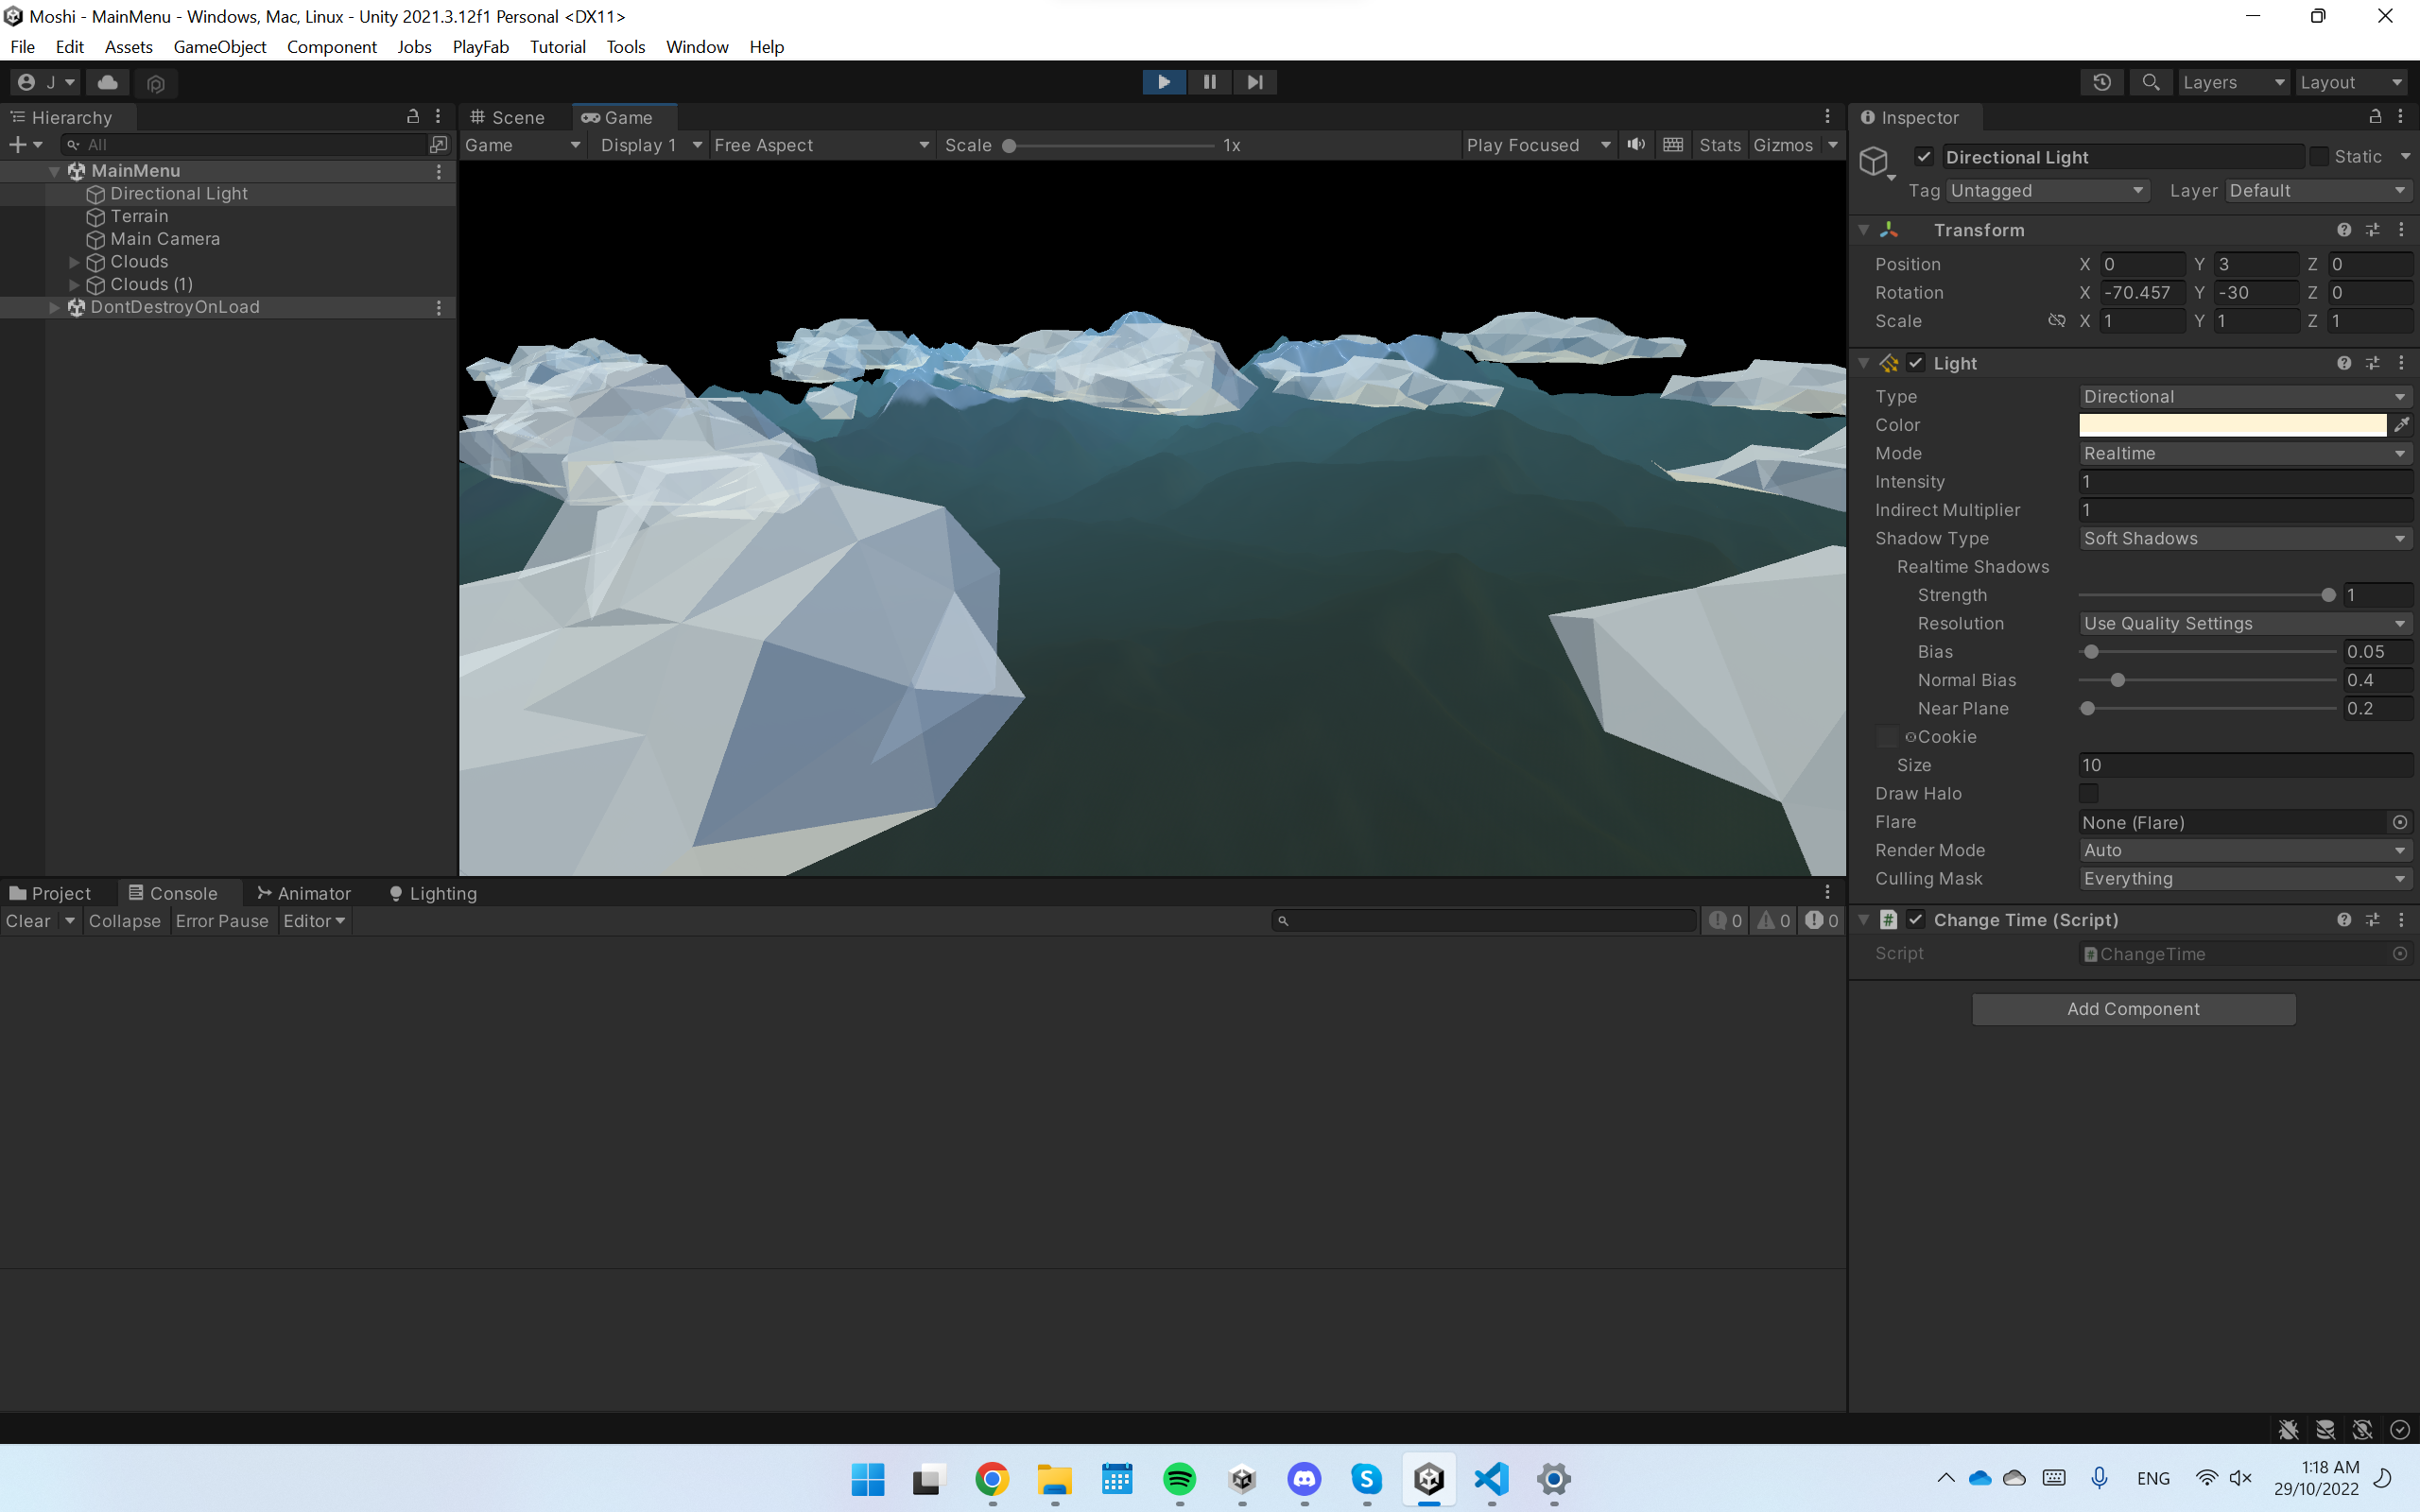 Moshi - MainMenu - Windows, Mac, Linux - Unity 2021.3.12f1 Personal <DX11>
File Edit Assets GameObject Component Jobs PlayFab Tutorial Tools Window Help
J Layers Layout
Hierarchy
All
MainMenu
Directional Light
Terrain
Main Camera
Clouds
Clouds (1)
DontDestroyOnLoad
Scene Game
Game Display 1 Free Aspect Scale 1x Play Focused Stats Gizmos
Inspector
Directional Light Static
Tag Untagged Layer Default
Transform
Position X 0 Y 3 Z 0
Rotation X -70.457 Y -30 Z 0
Scale X 1 Y 1 Z 1
Light
Type Directional
Color
Mode Realtime
Intensity 1
Indirect Multiplier 1
Shadow Type Soft Shadows
Realtime Shadows
Strength 1
Resolution Use Quality Settings
Bias 0.05
Normal Bias 0.4
Near Plane 0.2
Cookie
Size 10
Draw Halo
Flare None (Flare)
Render Mode Auto
Culling Mask Everything
Change Time (Script)
Script ChangeTime
Add Component
Project Console Animator Lighting
Clear Collapse Error Pause Editor 0 0 0
ENG 1:18 AM
29/10/2022